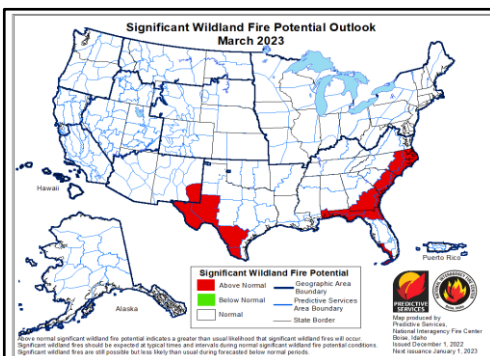 Significant Wildland Fire Potential Outlook
March 2023
Hawaii
Alaska
Puerto Rico
Significant Wildland Fire Potential
Above Normal
Below Normal
Normal
Geographic Area
Boundary
Predictive Services
Area Boundary
State Border
PREDICTIVE
SERVICES
Map produced by
Predictive Services,
National Interagency Fire Center
Boise, Idaho
Issued December 1, 2022
Next issuance January 1, 2023
Above normal significant wildland fire potential indicates a greater than usual likelihood that significant wildland fires will occur.
Significant wildland fires should be expected at typical times and intervals during normal significant wildland fire potential conditions.
Significant wildland fires are still possible but less likely than usual during forecasted below normal periods.